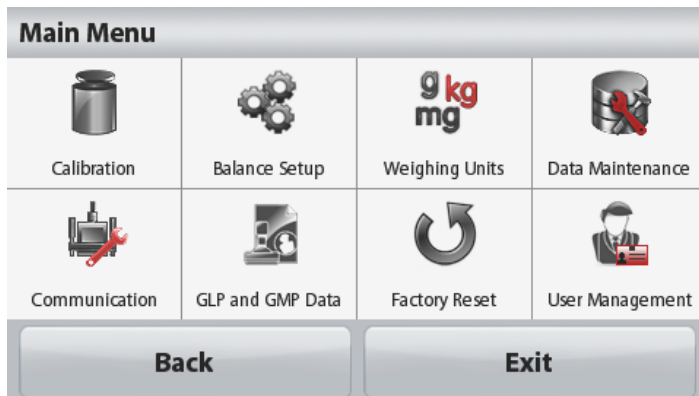 Main Menu
g kg
mg
Calibration
Balance Setup
Weighing Units
Data Maintenance
Communication
GLP and GMP Data
Factory Reset
User Management
Back
Exit